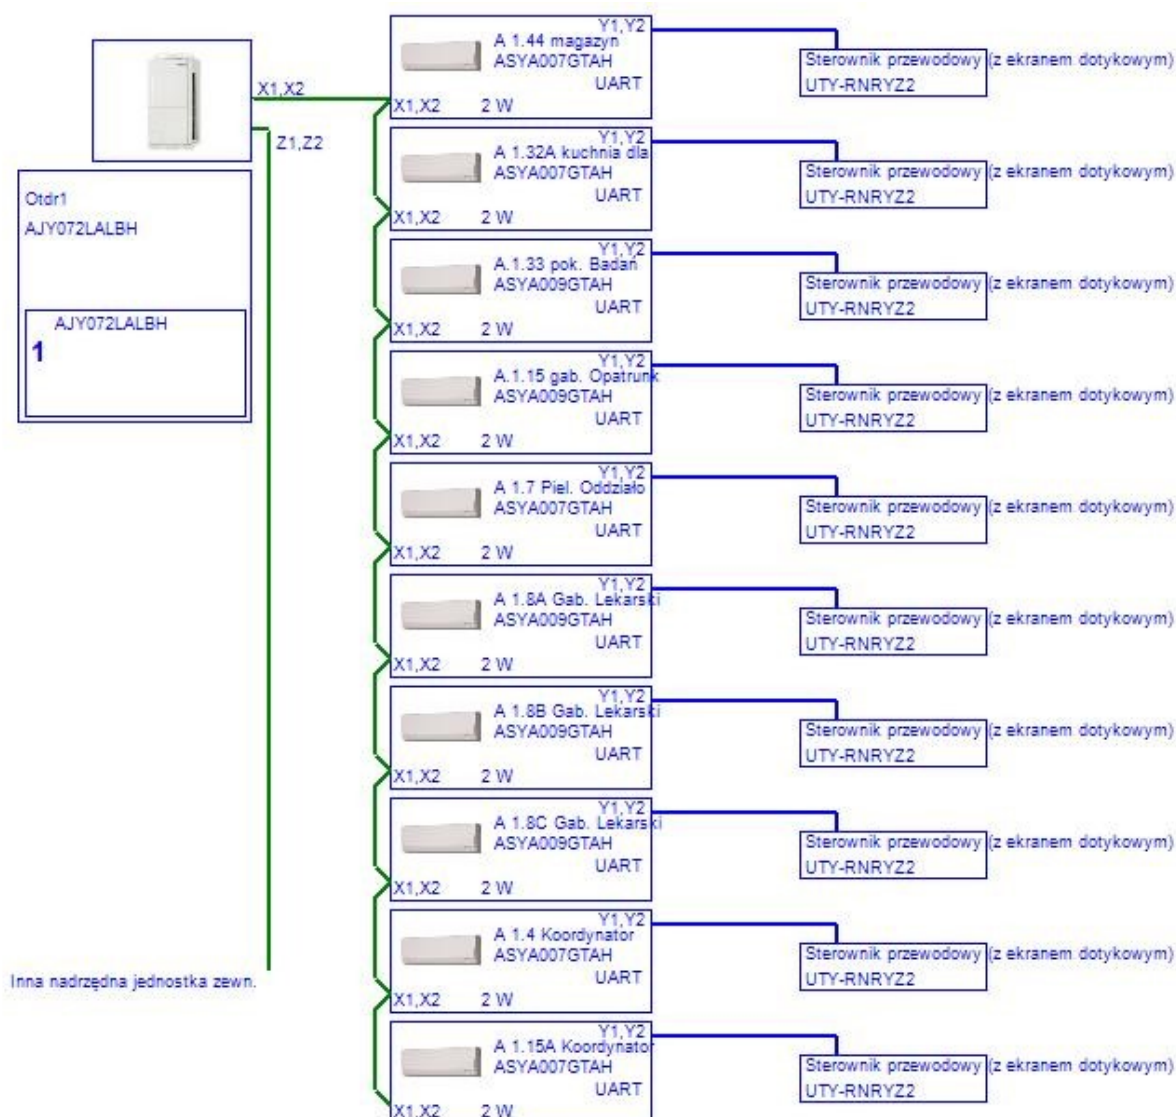 X1,X2
Z1,Z2
Otdr1
AJY072LALBH
AJY072LALBH
1
Inna nadrzędna jednostka zewn.
Y1,Y2
A 1.44 magazyn
ASYA007GTAH
UART
X1,X2 2 W
Sterownik przewodowy (z ekranem dotykowym)
UTY-RNRYZ2
Y1,Y2
A 1.32A kuchnia dla
ASYA007GTAH
UART
X1,X2 2 W
Sterownik przewodowy (z ekranem dotykowym)
UTY-RNRYZ2
Y1,Y2
A.1.33 pok. Badań
ASYA009GTAH
UART
X1,X2 2 W
Sterownik przewodowy (z ekranem dotykowym)
UTY-RNRYZ2
Y1,Y2
A.1.15 gab. Opatrunk
ASYA009GTAH
UART
X1,X2 2 W
Sterownik przewodowy (z ekranem dotykowym)
UTY-RNRYZ2
Y1,Y2
A 1.7 Piel. Oddziało
ASYA007GTAH
UART
X1,X2 2 W
Sterownik przewodowy (z ekranem dotykowym)
UTY-RNRYZ2
Y1,Y2
A 1.8A Gab. Lekarski
ASYA009GTAH
UART
X1,X2 2 W
Sterownik przewodowy (z ekranem dotykowym)
UTY-RNRYZ2
Y1,Y2
A 1.8B Gab. Lekarski
ASYA009GTAH
UART
X1,X2 2 W
Sterownik przewodowy (z ekranem dotykowym)
UTY-RNRYZ2
Y1,Y2
A 1.8C Gab. Lekarski
ASYA009GTAH
UART
X1,X2 2 W
Sterownik przewodowy (z ekranem dotykowym)
UTY-RNRYZ2
Y1,Y2
A 1.4 Koordynator
ASYA007GTAH
UART
X1,X2 2 W
Sterownik przewodowy (z ekranem dotykowym)
UTY-RNRYZ2
Y1,Y2
A 1.15A Koordynator
ASYA007GTAH
UART
X1,X2 2 W
Sterownik przewodowy (z ekranem dotykowym)
UTY-RNRYZ2